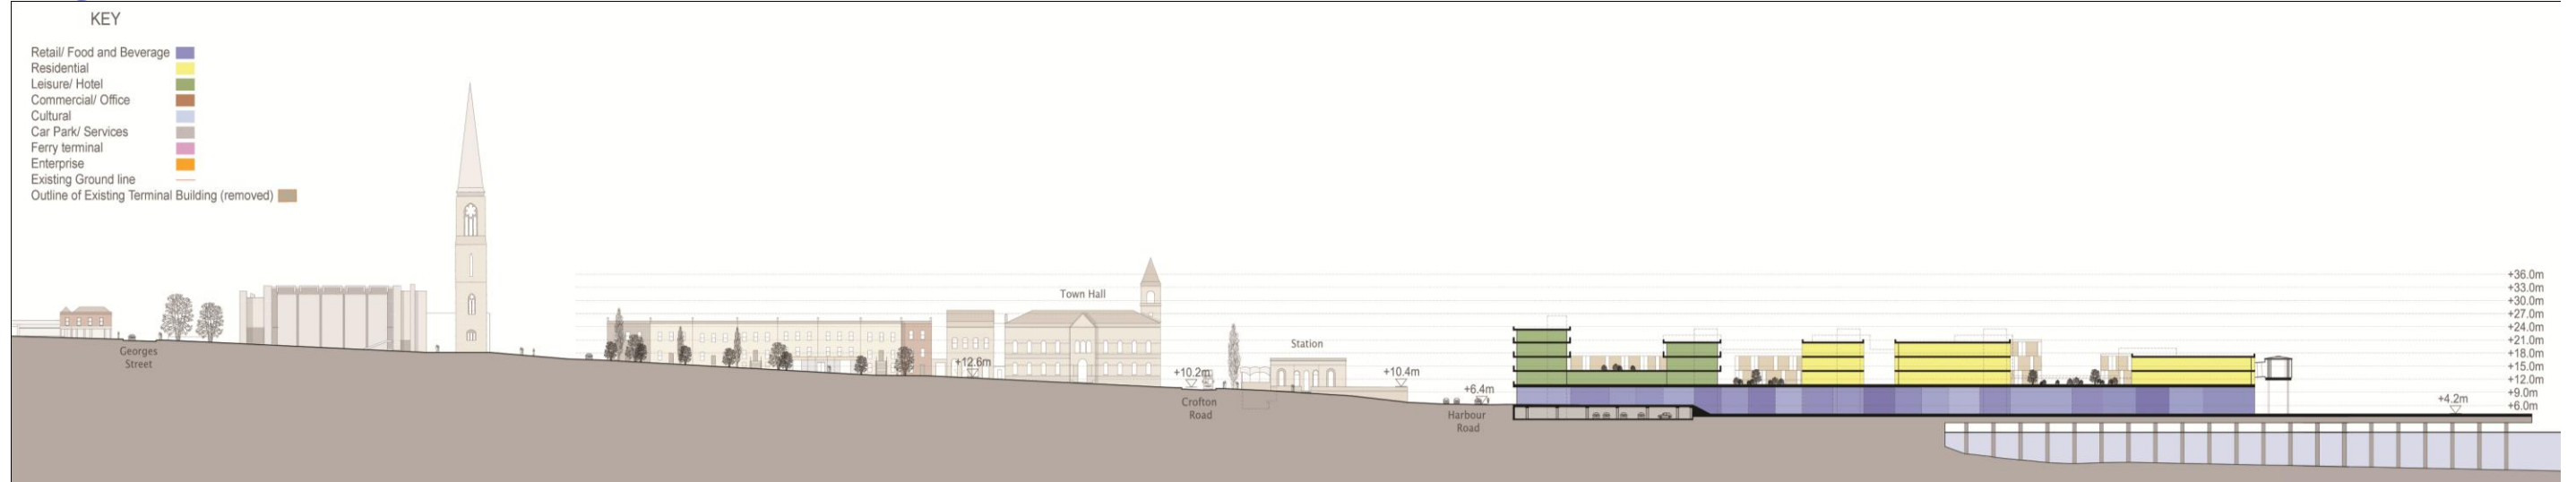 KEY
Retail/ Food and Beverage
Residential
Leisure/ Hotel
Commercial/ Office
Cultural
Car Park/ Services
Ferry terminal
Enterprise
Existing Ground line
Outline of Existing Terminal Building (removed)
Georges
Street
+12.6m
Town Hall
+10.2m
Crofton
Road
Station
+10.4m
+6.4m
Harbour
Road
+36.0m
+33.0m
+30.0m
+27.0m
+24.0m
+21.0m
+18.0m
+15.0m
+12.0m
+9.0m
+6.0m
+4.2m